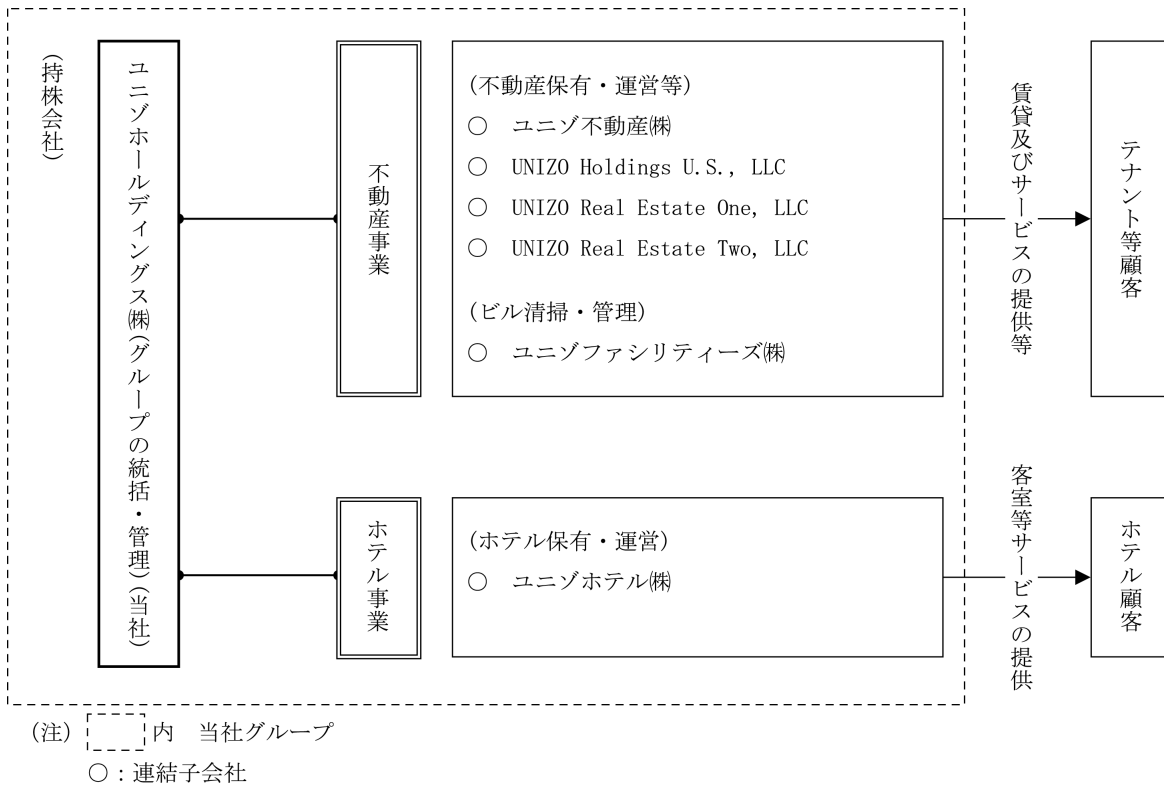 (持株会社)
ユニゾホールディングス㈱(グループの統括・管理)(当社)
不動産事業
(不動産保有・運営等)
○ ユニゾ不動産㈱
○ UNIZO Holdings U.S., LLC
○ UNIZO Real Estate One, LLC
○ UNIZO Real Estate Two, LLC
(ビル清掃・管理)
○ ユニゾファシリティーズ㈱
賃貸及びサービスの提供等
テナント等顧客
ホテル事業
(ホテル保有・運営)
○ ユニゾホテル㈱
客室等サービスの提供
ホテル顧客
(注) 内 当社グループ
○：連結子会社